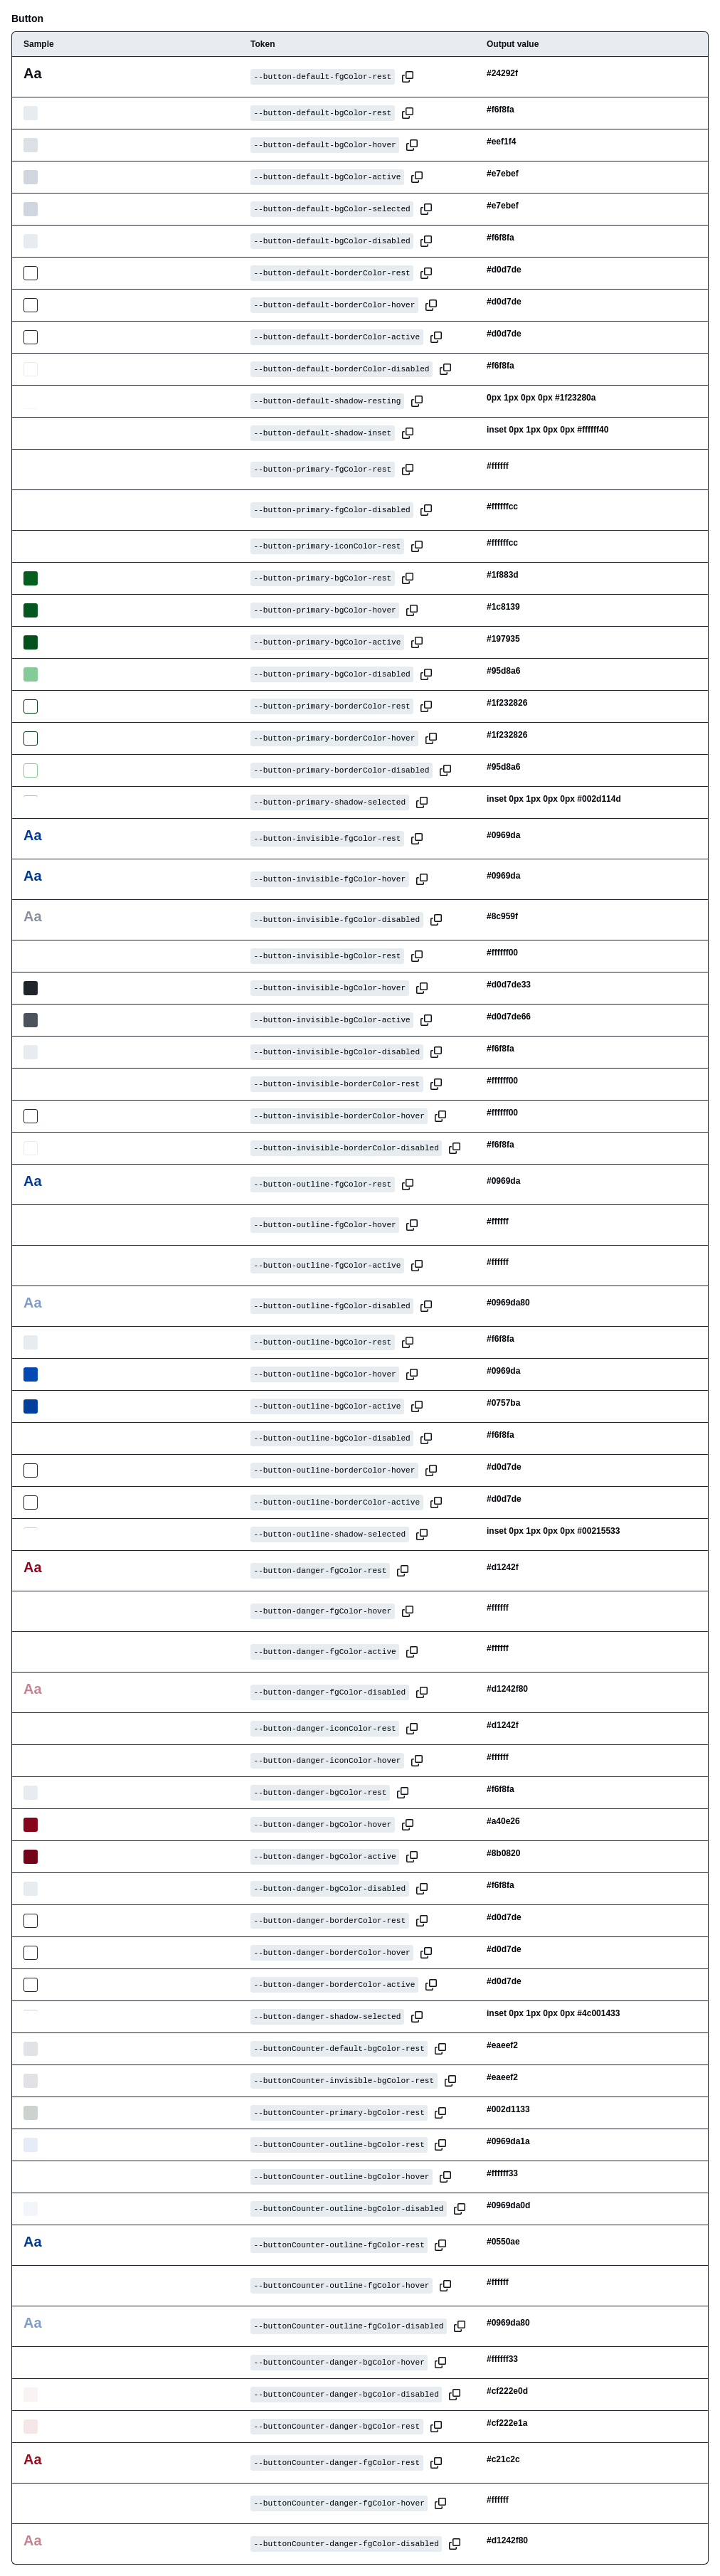 Button
Sample Token Output value
Aa --button-default-fgColor-rest #24292f
--button-default-bgColor-rest #f6f8fa
--button-default-bgColor-hover #eef1f4
--button-default-bgColor-active #e7ebef
--button-default-bgColor-selected #e7ebef
--button-default-bgColor-disabled #f6f8fa
--button-default-borderColor-rest #d0d7de
--button-default-borderColor-hover #d0d7de
--button-default-borderColor-active #d0d7de
--button-default-borderColor-disabled #f6f8fa
--button-default-shadow-resting 0px 1px 0px 0px #1f23280a
--button-default-shadow-inset inset 0px 1px 0px 0px #ffffff40
--button-primary-fgColor-rest #ffffff
--button-primary-fgColor-disabled #ffffffcc
--button-primary-iconColor-rest #ffffffcc
--button-primary-bgColor-rest #1f883d
--button-primary-bgColor-hover #1c8139
--button-primary-bgColor-active #197935
--button-primary-bgColor-disabled #95d8a6
--button-primary-borderColor-rest #1f232826
--button-primary-borderColor-hover #1f232826
--button-primary-borderColor-disabled #95d8a6
--button-primary-shadow-selected inset 0px 1px 0px 0px #002d114d
Aa --button-invisible-fgColor-rest #0969da
Aa --button-invisible-fgColor-hover #0969da
Aa --button-invisible-fgColor-disabled #8c959f
--button-invisible-bgColor-rest #ffffff00
--button-invisible-bgColor-hover #d0d7de33
--button-invisible-bgColor-active #d0d7de66
--button-invisible-bgColor-disabled #f6f8fa
--button-invisible-borderColor-rest #ffffff00
--button-invisible-borderColor-hover #ffffff00
--button-invisible-borderColor-disabled #f6f8fa
Aa --button-outline-fgColor-rest #0969da
--button-outline-fgColor-hover #ffffff
--button-outline-fgColor-active #ffffff
Aa --button-outline-fgColor-disabled #0969da80
--button-outline-bgColor-rest #f6f8fa
--button-outline-bgColor-hover #0969da
--button-outline-bgColor-active #0757ba
--button-outline-bgColor-disabled #f6f8fa
--button-outline-borderColor-hover #d0d7de
--button-outline-borderColor-active #d0d7de
--button-outline-shadow-selected inset 0px 1px 0px 0px #00215533
Aa --button-danger-fgColor-rest #d1242f
--button-danger-fgColor-hover #ffffff
--button-danger-fgColor-active #ffffff
Aa --button-danger-fgColor-disabled #d1242f80
--button-danger-iconColor-rest #d1242f
--button-danger-iconColor-hover #ffffff
--button-danger-bgColor-rest #f6f8fa
--button-danger-bgColor-hover #a40e26
--button-danger-bgColor-active #8b0820
--button-danger-bgColor-disabled #f6f8fa
--button-danger-borderColor-rest #d0d7de
--button-danger-borderColor-hover #d0d7de
--button-danger-borderColor-active #d0d7de
--button-danger-shadow-selected inset 0px 1px 0px 0px #4c001433
--buttonCounter-default-bgColor-rest #eaeef2
--buttonCounter-invisible-bgColor-rest #eaeef2
--buttonCounter-primary-bgColor-rest #002d1133
--buttonCounter-outline-bgColor-rest #0969da1a
--buttonCounter-outline-bgColor-hover #ffffff33
--buttonCounter-outline-bgColor-disabled #0969da0d
Aa --buttonCounter-outline-fgColor-rest #0550ae
--buttonCounter-outline-fgColor-hover #ffffff
Aa --buttonCounter-outline-fgColor-disabled #0969da80
--buttonCounter-danger-bgColor-hover #ffffff33
--buttonCounter-danger-bgColor-disabled #cf222e0d
--buttonCounter-danger-bgColor-rest #cf222e1a
Aa --buttonCounter-danger-fgColor-rest #c21c2c
--buttonCounter-danger-fgColor-hover #ffffff
Aa --buttonCounter-danger-fgColor-disabled #d1242f80